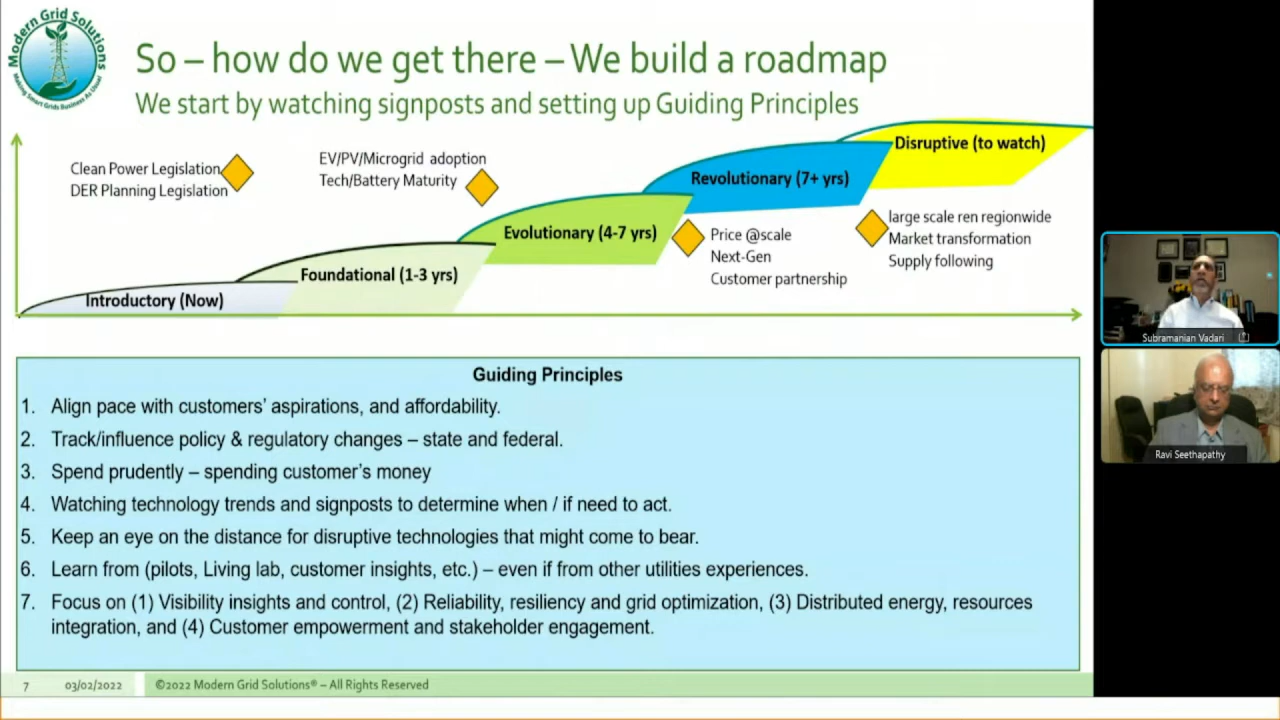 Modern Grid Solutions
Making Smart Grids Business As Usual
So – how do we get there – We build a roadmap
We start by watching signposts and setting up Guiding Principles
Clean Power Legislation
DER Planning Legislation
EV/PV/Microgrid adoption
Tech/Battery Maturity
Disruptive (to watch)
Revolutionary (7+ yrs)
Evolutionary (4-7 yrs)
Foundational (1-3 yrs)
Introductory (Now)
Price @scale
Next-Gen
Customer partnership
large scale ren regionwide
Market transformation
Supply following
Guiding Principles
1. Align pace with customers' aspirations, and affordability.
2. Track/influence policy & regulatory changes – state and federal.
3. Spend prudently – spending customer's money
4. Watching technology trends and signposts to determine when / if need to act.
5. Keep an eye on the distance for disruptive technologies that might come to bear.
6. Learn from (pilots, Living lab, customer insights, etc.) – even if from other utilities experiences.
7. Focus on (1) Visibility insights and control, (2) Reliability, resiliency and grid optimization, (3) Distributed energy, resources
integration, and (4) Customer empowerment and stakeholder engagement.
7 03/02/2022 ©2022 Modern Grid Solutions® – All Rights Reserved
Subramanian Vadari
Ravi Seethapathy